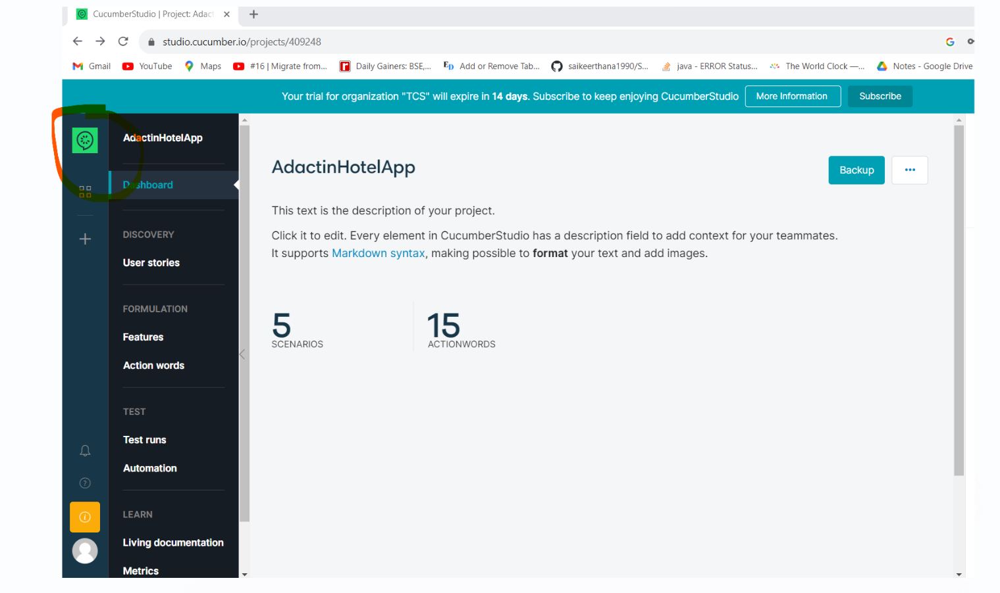 CucumberStudio | Project: Adact
studio.cucumber.io/projects/409248
Gmail YouTube Maps #16 | Migrate from... Daily Gainers: BSE,... Add or Remove Tab... saikeerthana1990/S... java - ERROR Status... The World Clock —... Notes - Google Drive
Your trial for organization "TCS" will expire in 14 days. Subscribe to keep enjoying CucumberStudio More Information Subscribe
AdactinHotelApp
Dashboard
DISCOVERY
User stories
FORMULATION
Features
Action words
TEST
Test runs
Automation
LEARN
Living documentation
Metrics
AdactinHotelApp
Backup
This text is the description of your project.
Click it to edit. Every element in CucumberStudio has a description field to add context for your teammates.
It supports Markdown syntax, making possible to format your text and add images.
5 15
SCENARIOS ACTIONWORDS